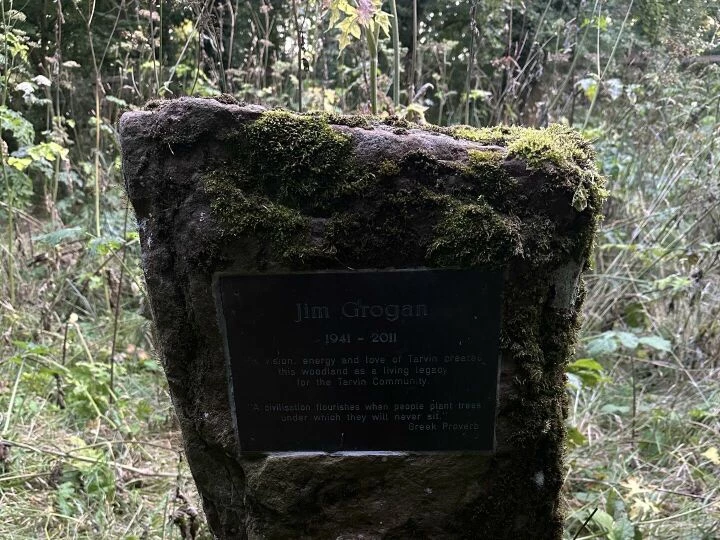 Jim Grogan
1941 - 2011
vision, energy and love of Tarvin created
this woodland as a living legacy
for the Tarvin Community.
"A civilisation flourishes when people plant trees
under which they will never sit."
Greek Proverb